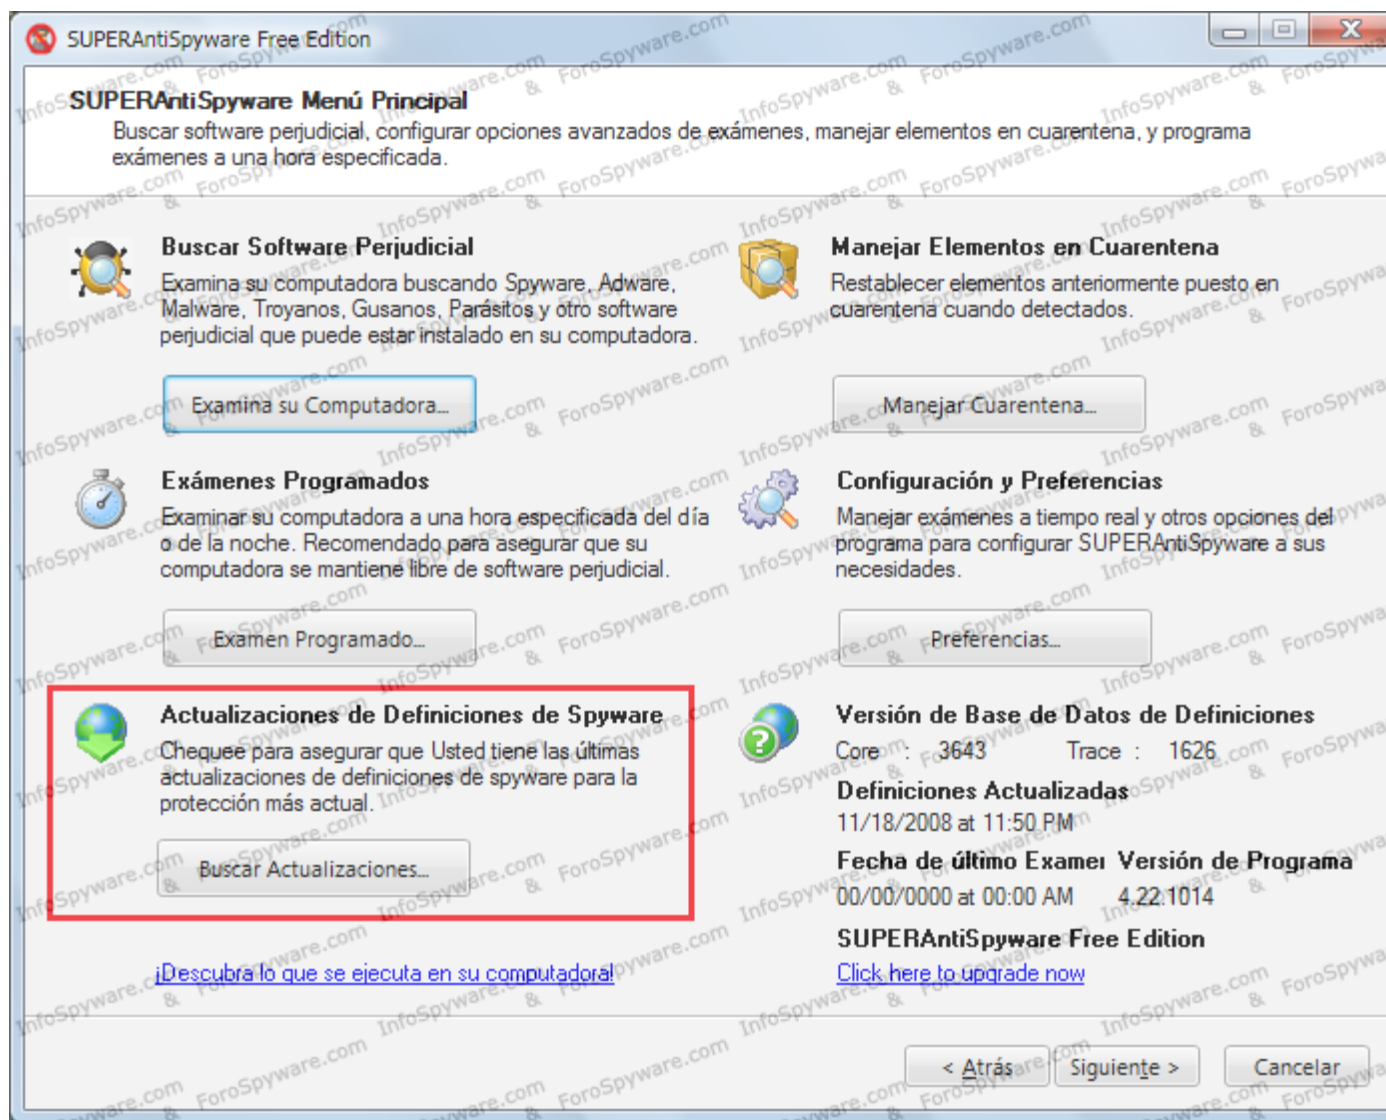 SUPERAntiSpyware Free Edition
SUPERAntiSpyware Menú Principal
Buscar software perjudicial, configurar opciones avanzados de exámenes, manejar elementos en cuarentena, y programa
exámenes a una hora especificada.
Buscar Software Perjudicial
Examina su computadora buscando Spyware, Adware,
Malware, Troyanos, Gusanos, Parásitos y otro software
perjudicial que puede estar instalado en su computadora.
Examina su Computadora...
Manejar Elementos en Cuarentena
Restablecer elementos anteriormente puesto en
cuarentena cuando detectados.
Manejar Cuarentena...
Exámenes Programados
Examinar su computadora a una hora especificada del día
o de la noche. Recomendado para asegurar que su
computadora se mantiene libre de software perjudicial.
Examen Programado...
Configuración y Preferencias
Manejar exámenes a tiempo real y otros opciones del
programa para configurar SUPERAntiSpyware a sus
necesidades.
Preferencias...
Actualizaciones de Definiciones de Spyware
Chequee para asegurar que Usted tiene las últimas
actualizaciones de definiciones de spyware para la
protección más actual.
Buscar Actualizaciones...
Versión de Base de Datos de Definiciones
Core : 3643 Trace : 1626
Definiciones Actualizadas
11/18/2008 at 11:50 PM
Fecha de último Examen Versión de Programa
00/00/0000 at 00:00 AM 4.22.1014
SUPERAntiSpyware Free Edition
Click here to upgrade now
¡Descubra lo que se ejecuta en su computadora!
< Atrás
Siguiente >
Cancelar
InfoSpyware.com & ForoSpyware.com